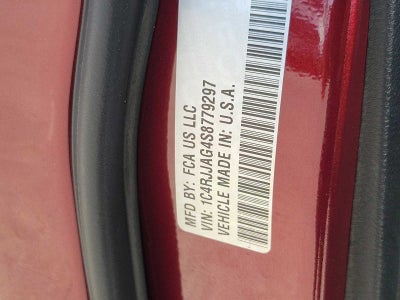 MFD BY: FCA US LLC
VIN: 1C4RJJAG4S8779297
VEHICLE MADE IN: U.S.A.